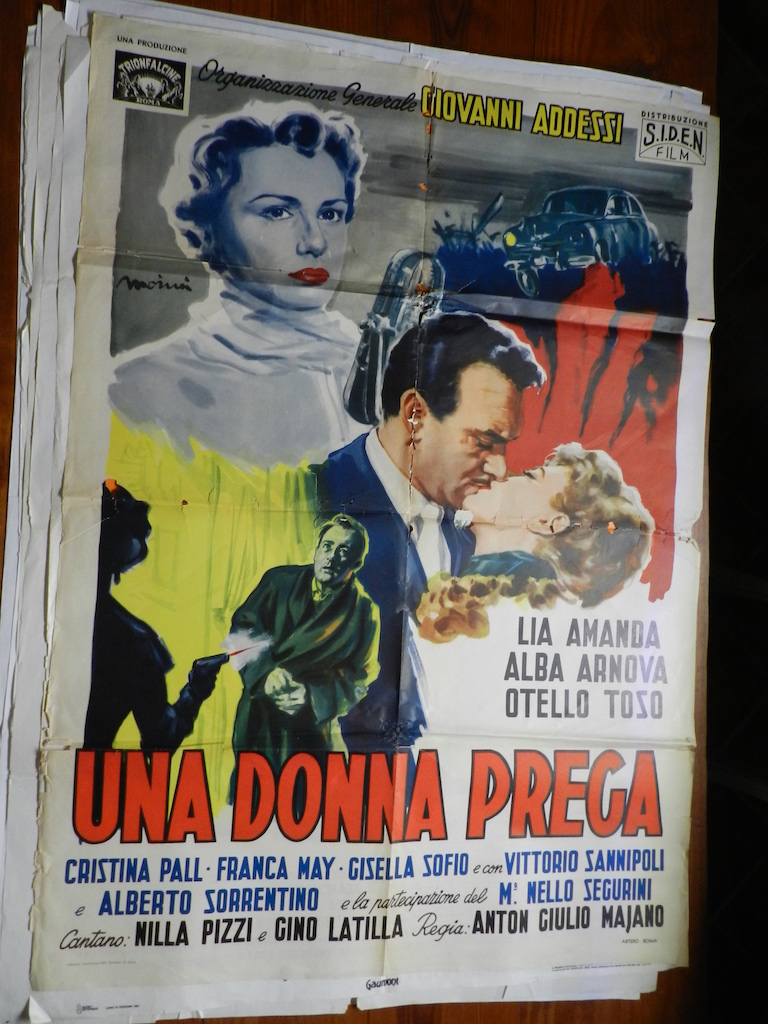 UNA PRODUZIONE
TRIONFALCINE
ROMA
Organizzazione Generale GIOVANNI ADDESSI
DISTRIBUZIONE
S.I.D.E.N
FILM
LIA AMANDA
ALBA ARNOVA
OTELLO TOSO
UNA DONNA PREGA
CRISTINA PALL · FRANCA MAY · GISELLA SOFIO e con VITTORIO SANNIPOLI
e ALBERTO SORRENTINO e la partecipazione del Mº NELLO SEGURINI
Cantano: NILLA PIZZI e GINO LATILLA Regia: ANTON GIULIO MAJANO
Gaumont